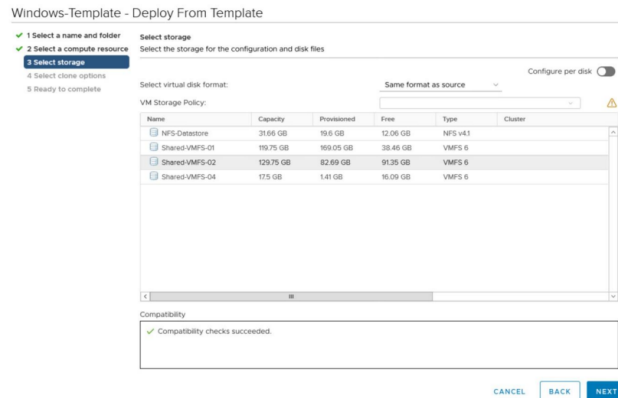 Windows-Template - Deploy From Template
1 Select a name and folder
2 Select a compute resource
3 Select storage
4 Select clone options
5 Ready to complete
Select storage
Select the storage for the configuration and disk files
Configure per disk
Select virtual disk format: Same format as source
VM Storage Policy:
Name Capacity Provisioned Free Type Cluster
NFS-Datastore 31.66 GB 19.6 GB 12.06 GB NFS v4.1
Shared-VMFS-01 119.75 GB 169.05 GB 38.46 GB VMFS 6
Shared-VMFS-02 129.75 GB 82.69 GB 91.35 GB VMFS 6
Shared-VMFS-04 17.5 GB 1.41 GB 16.09 GB VMFS 6
Compatibility
Compatibility checks succeeded.
CANCEL BACK NEXT